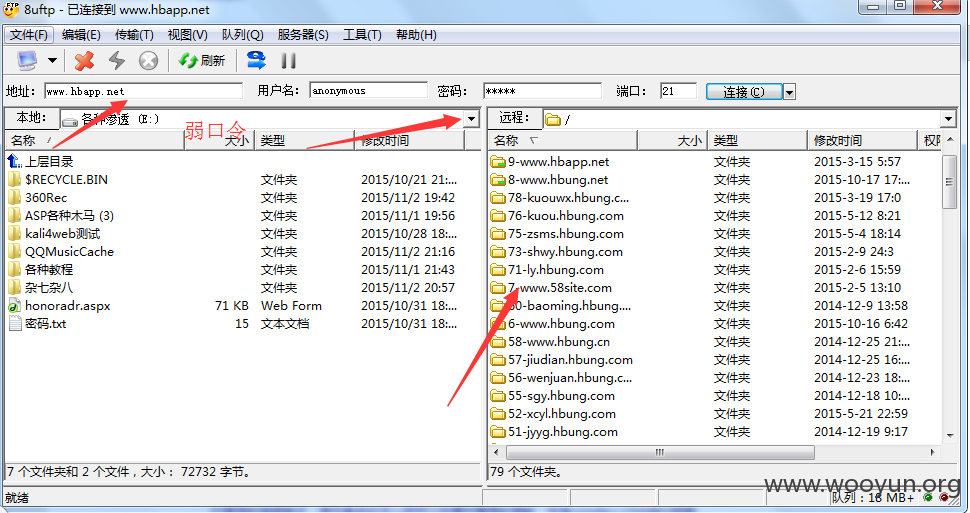 8uftp - 已连接到 www.hbapp.net
文件(F) 编辑(E) 传输(T) 视图(V) 队列(Q) 服务器(S) 工具(T) 帮助(H)
刷新
地址: www.hbapp.net 用户名: anonymous 密码: ***** 端口: 21 连接(C)
本地: 各种渗透 (E:)
弱口令
名称 大小 类型 修改时间
上层目录
$RECYCLE.BIN 文件夹 2015/10/21 21:...
360Rec 文件夹 2015/11/2 19:42
ASP各种木马 (3) 文件夹 2015/11/1 19:56
kali4web测试 文件夹 2015/10/28 18:...
QQMusicCache 文件夹 2015/11/2 21:16
各种教程 文件夹 2015/11/1 21:43
杂七杂八 文件夹 2015/11/2 20:57
honoradr.aspx 71 KB Web Form 2015/10/31 18:...
密码.txt 15 文本文档 2015/10/31 18:...
7 个文件夹和 2 个文件，大小： 72732 字节。
远程: /
名称 大小 类型 修改时间 权限
9-www.hbapp.net 文件夹 2015-3-15 5:57
8-www.hbung.net 文件夹 2015-10-17 17:...
78-kuouwx.hbung.c... 文件夹 2015-3-19 17:0
76-kuou.hbung.com 文件夹 2015-5-12 8:21
75-zsms.hbung.com 文件夹 2015-5-4 18:14
73-shwy.hbung.com 文件夹 2015-2-9 24:3
71-ly.hbung.com 文件夹 2015-2-6 15:59
7-www.58site.com 文件夹 2015-2-5 13:10
60-baoming.hbung.... 文件夹 2014-12-9 13:58
6-www.hbung.com 文件夹 2015-10-16 6:42
58-www.hbung.cn 文件夹 2014-12-25 21:...
57-jiudian.hbung.com 文件夹 2014-12-25 16:...
56-wenjuan.hbung.c... 文件夹 2014-12-23 18:...
55-sgy.hbung.com 文件夹 2014-12-18 10:...
52-xcyl.hbung.com 文件夹 2015-5-21 22:59
51-jyyg.hbung.com 文件夹 2014-12-19 9:17
79 个文件夹。
www.wooyun.org
就绪 队列：18 MB+